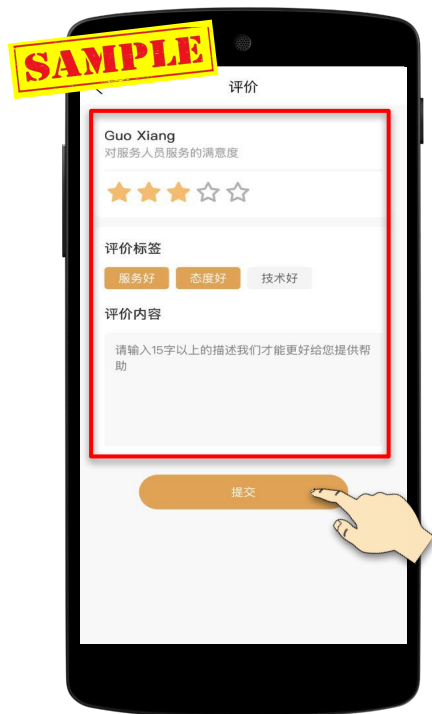 SAMPLE
评价
Guo Xiang
对服务人员服务的满意度
评价标签
服务好 态度好 技术好
评价内容
请输入15字以上的描述我们才能更好给您提供帮
助
提交